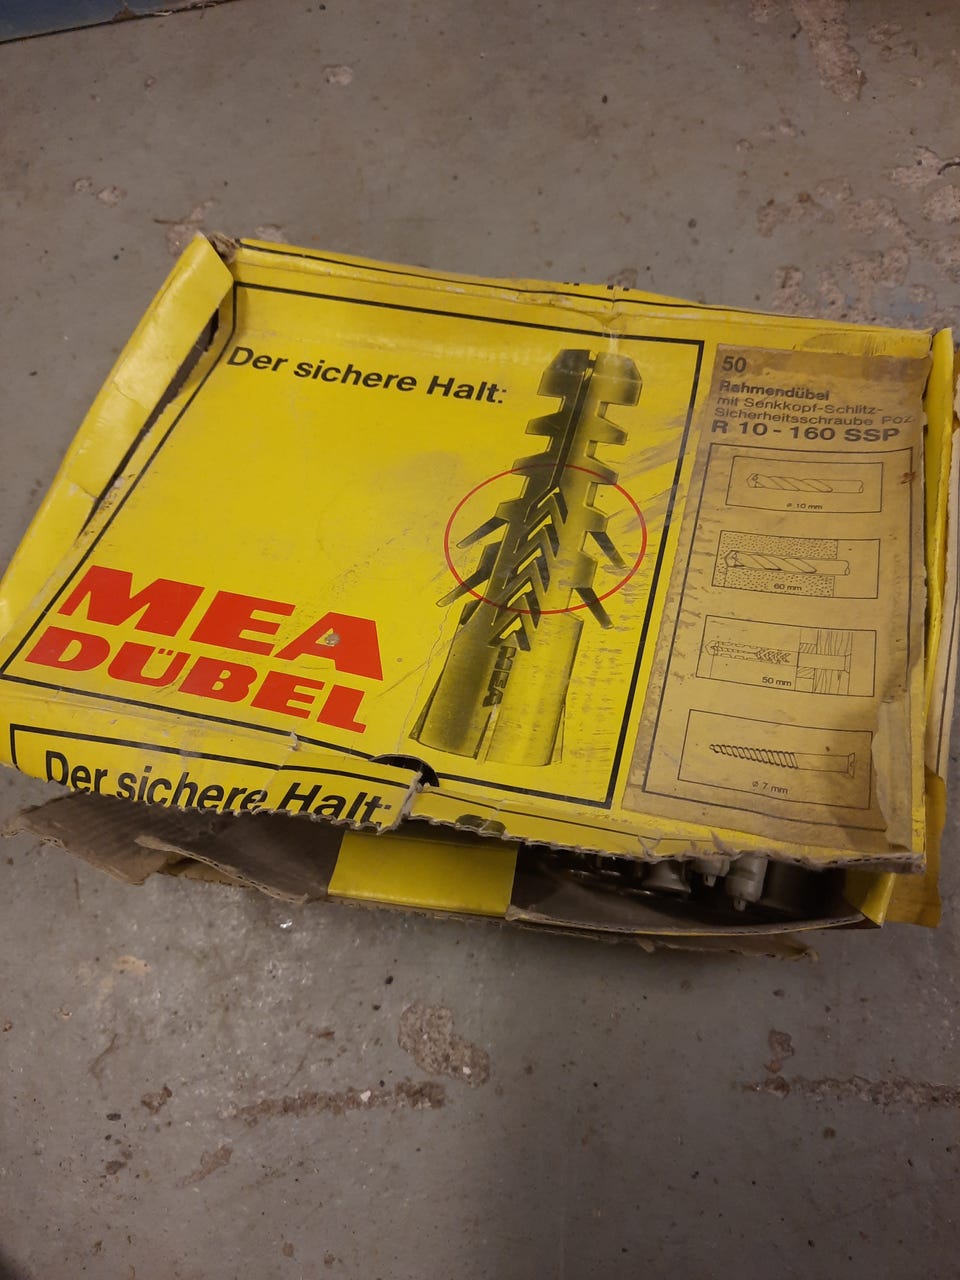 Der sichere Halt:
MEA
DÜBEL
MEA
50
Rahmendübel
mit Senkkopf-Schlitz-
Sicherheitsschraube Poz
R 10 - 160 SSP
ø 10 mm
60 mm
50 mm
ø 7 mm
Der sichere Halt: